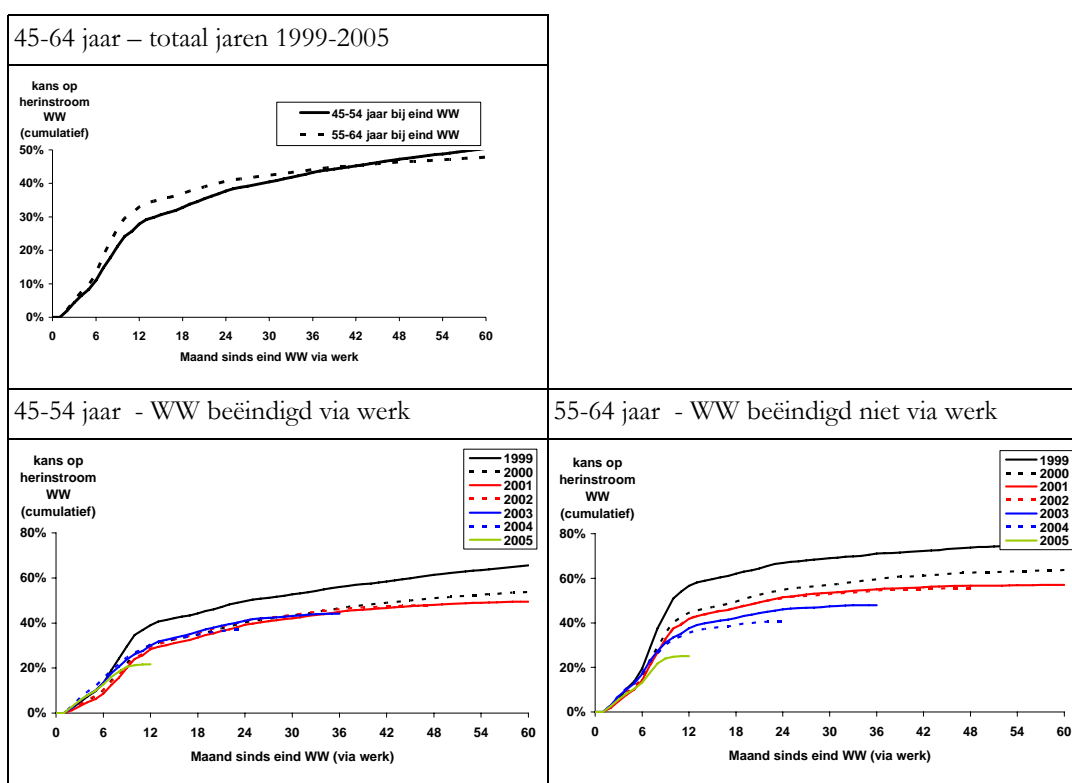 45-64 jaar – totaal jaren 1999-2005
kans op
herinstroom
WW
(cumulatief)
45-54 jaar bij eind WW
55-64 jaar bij eind WW
50%
40%
30%
20%
10%
0%
0 6 12 18 24 30 36 42 48 54 60
Maand sinds eind WW via werk
45-54 jaar - WW beëindigd via werk
kans op
herinstroom
WW
(cumulatief)
1999
2000
2001
2002
2003
2004
2005
80%
60%
40%
20%
0%
0 6 12 18 24 30 36 42 48 54 60
Maand sinds eind WW (via werk)
55-64 jaar - WW beëindigd niet via werk
kans op
herinstroom
WW
(cumulatief)
1999
2000
2001
2002
2003
2004
2005
80%
60%
40%
20%
0%
0 6 12 18 24 30 36 42 48 54 60
Maand sinds eind WW (via werk)